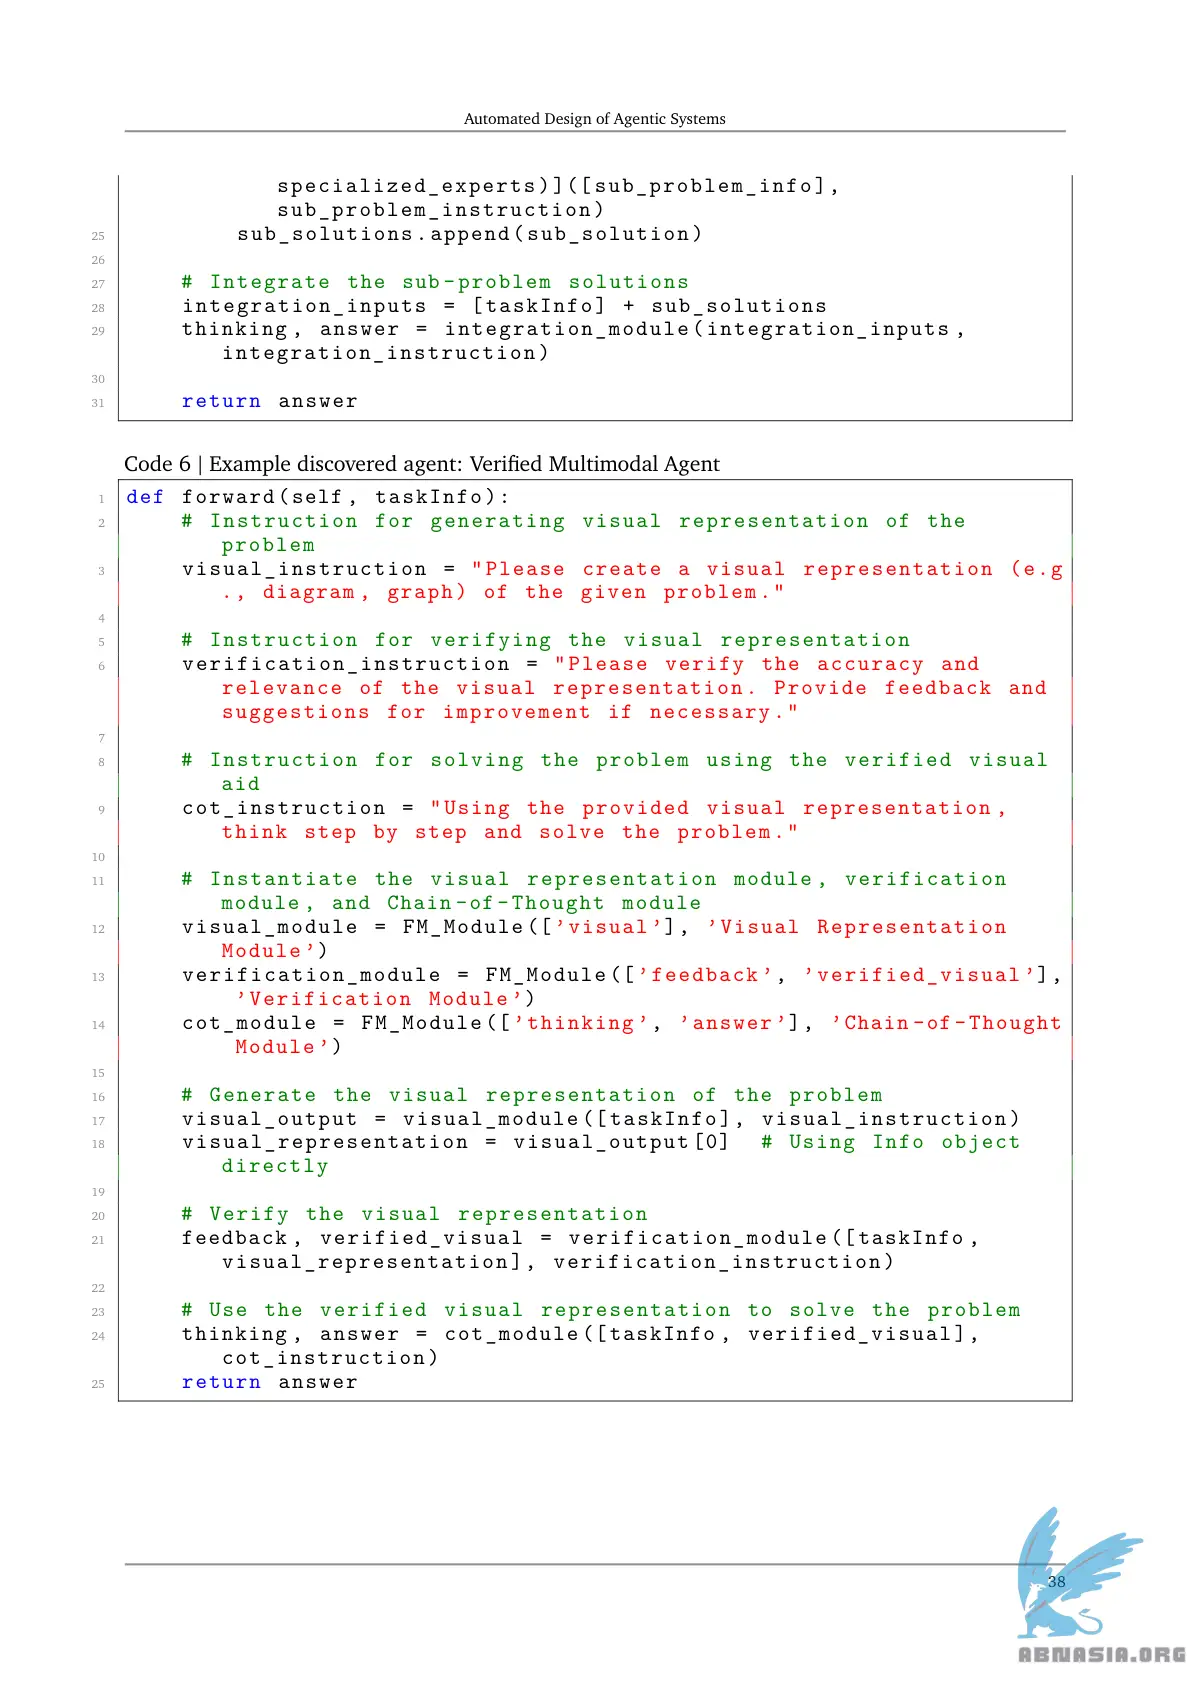 Automated Design of Agentic Systems
specialized_experts)]([sub_problem_info],
sub_problem_instruction)
25 sub_solutions.append(sub_solution)
26
27 # Integrate the sub-problem solutions
28 integration_inputs = [taskInfo] + sub_solutions
29 thinking, answer = integration_module(integration_inputs,
integration_instruction)
30
31 return answer
Code 6 | Example discovered agent: Verified Multimodal Agent
1 def forward(self, taskInfo):
2 # Instruction for generating visual representation of the
problem
3 visual_instruction = "Please create a visual representation (e.g
., diagram, graph) of the given problem."
4
5 # Instruction for verifying the visual representation
6 verification_instruction = "Please verify the accuracy and
relevance of the visual representation. Provide feedback and
suggestions for improvement if necessary."
7
8 # Instruction for solving the problem using the verified visual
aid
9 cot_instruction = "Using the provided visual representation,
think step by step and solve the problem."
10
11 # Instantiate the visual representation module, verification
module, and Chain-of-Thought module
12 visual_module = FM_Module(['visual'], 'Visual Representation
Module')
13 verification_module = FM_Module(['feedback', 'verified_visual'],
'Verification Module')
14 cot_module = FM_Module(['thinking', 'answer'], 'Chain-of-Thought
Module')
15
16 # Generate the visual representation of the problem
17 visual_output = visual_module([taskInfo], visual_instruction)
18 visual_representation = visual_output[0] # Using Info object
directly
19
20 # Verify the visual representation
21 feedback, verified_visual = verification_module([taskInfo,
visual_representation], verification_instruction)
22
23 # Use the verified visual representation to solve the problem
24 thinking, answer = cot_module([taskInfo, verified_visual],
cot_instruction)
25 return answer
38
ABNASIA.ORG